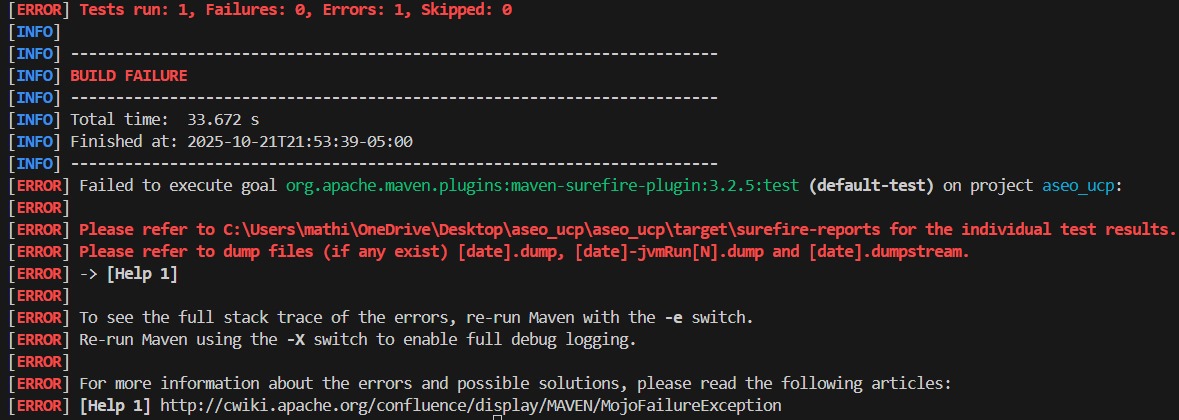 [ERROR] Tests run: 1, Failures: 0, Errors: 1, Skipped: 0
[INFO]
[INFO] ------------------------------------------------------------------------
[INFO] BUILD FAILURE
[INFO] ------------------------------------------------------------------------
[INFO] Total time:  33.672 s
[INFO] Finished at: 2025-10-21T21:53:39-05:00
[INFO] ------------------------------------------------------------------------
[ERROR] Failed to execute goal org.apache.maven.plugins:maven-surefire-plugin:3.2.5:test (default-test) on project aseo_ucp:
[ERROR]
[ERROR] Please refer to C:\Users\mathi\OneDrive\Desktop\aseo_ucp\aseo_ucp\target\surefire-reports for the individual test results.
[ERROR] Please refer to dump files (if any exist) [date].dump, [date]-jvmRun[N].dump and [date].dumpstream.
[ERROR] -> [Help 1]
[ERROR]
[ERROR] To see the full stack trace of the errors, re-run Maven with the -e switch.
[ERROR] Re-run Maven using the -X switch to enable full debug logging.
[ERROR]
[ERROR] For more information about the errors and possible solutions, please read the following articles:
[ERROR] [Help 1] http://cwiki.apache.org/confluence/display/MAVEN/MojoFailureException